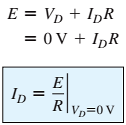 E = V_D + I_D R
= 0 V + I_D R
I_D = E/R |_{V_D = 0 V}